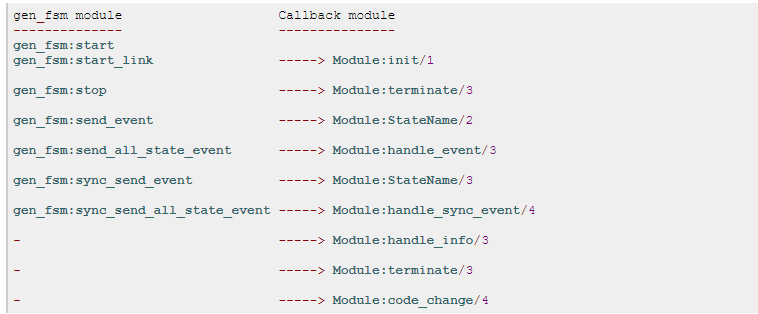 gen_fsm module                    Callback module
--------------                    ---------------
gen_fsm:start
gen_fsm:start_link                -----> Module:init/1
gen_fsm:stop                      -----> Module:terminate/3
gen_fsm:send_event                -----> Module:StateName/2
gen_fsm:send_all_state_event      -----> Module:handle_event/3
gen_fsm:sync_send_event           -----> Module:StateName/3
gen_fsm:sync_send_all_state_event -----> Module:handle_sync_event/4
-                                 -----> Module:handle_info/3
-                                 -----> Module:terminate/3
-                                 -----> Module:code_change/4